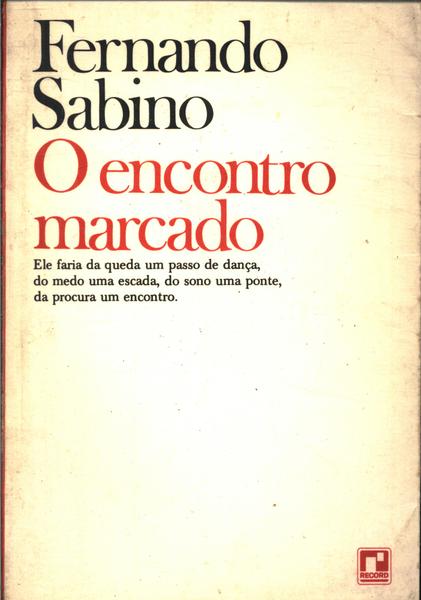 Fernando
Sabino
O encontro
marcado
Ele faria da queda um passo de dança,
do medo uma escada, do sono uma ponte,
da procura um encontro.
RECORD